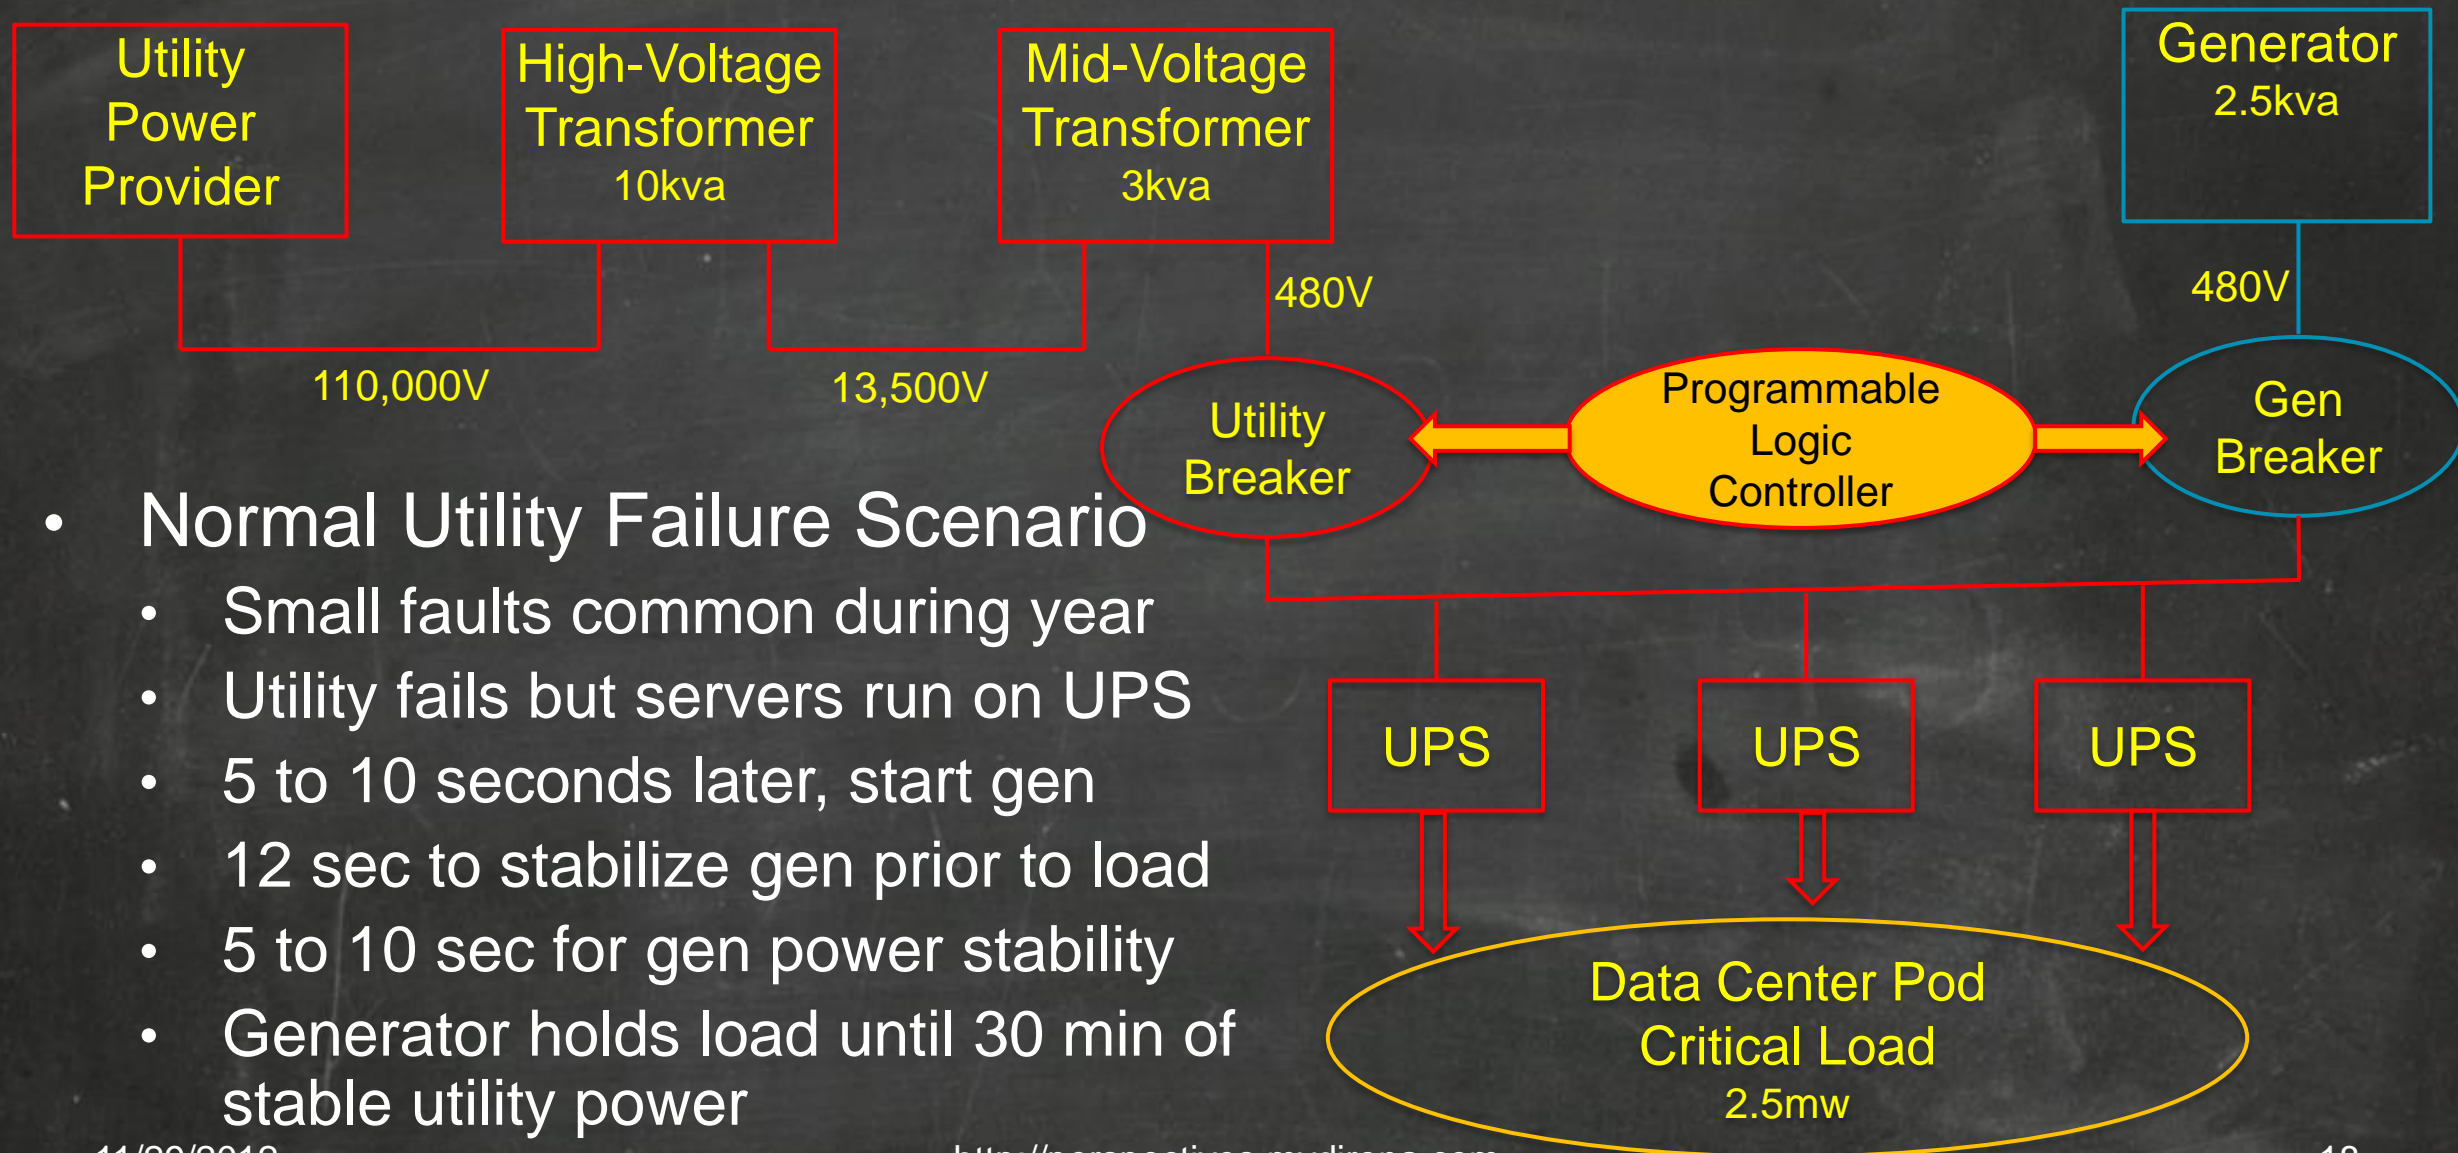 Utility
Power
Provider
High-Voltage
Transformer
10kva
Mid-Voltage
Transformer
3kva
Generator
2.5kva
480V
480V
110,000V
13,500V
Utility
Breaker
Programmable
Logic
Controller
Gen
Breaker
• Normal Utility Failure Scenario
• Small faults common during year
• Utility fails but servers run on UPS
• 5 to 10 seconds later, start gen
• 12 sec to stabilize gen prior to load
• 5 to 10 sec for gen power stability
• Generator holds load until 30 min of
stable utility power
UPS
UPS
UPS
Data Center Pod
Critical Load
2.5mw